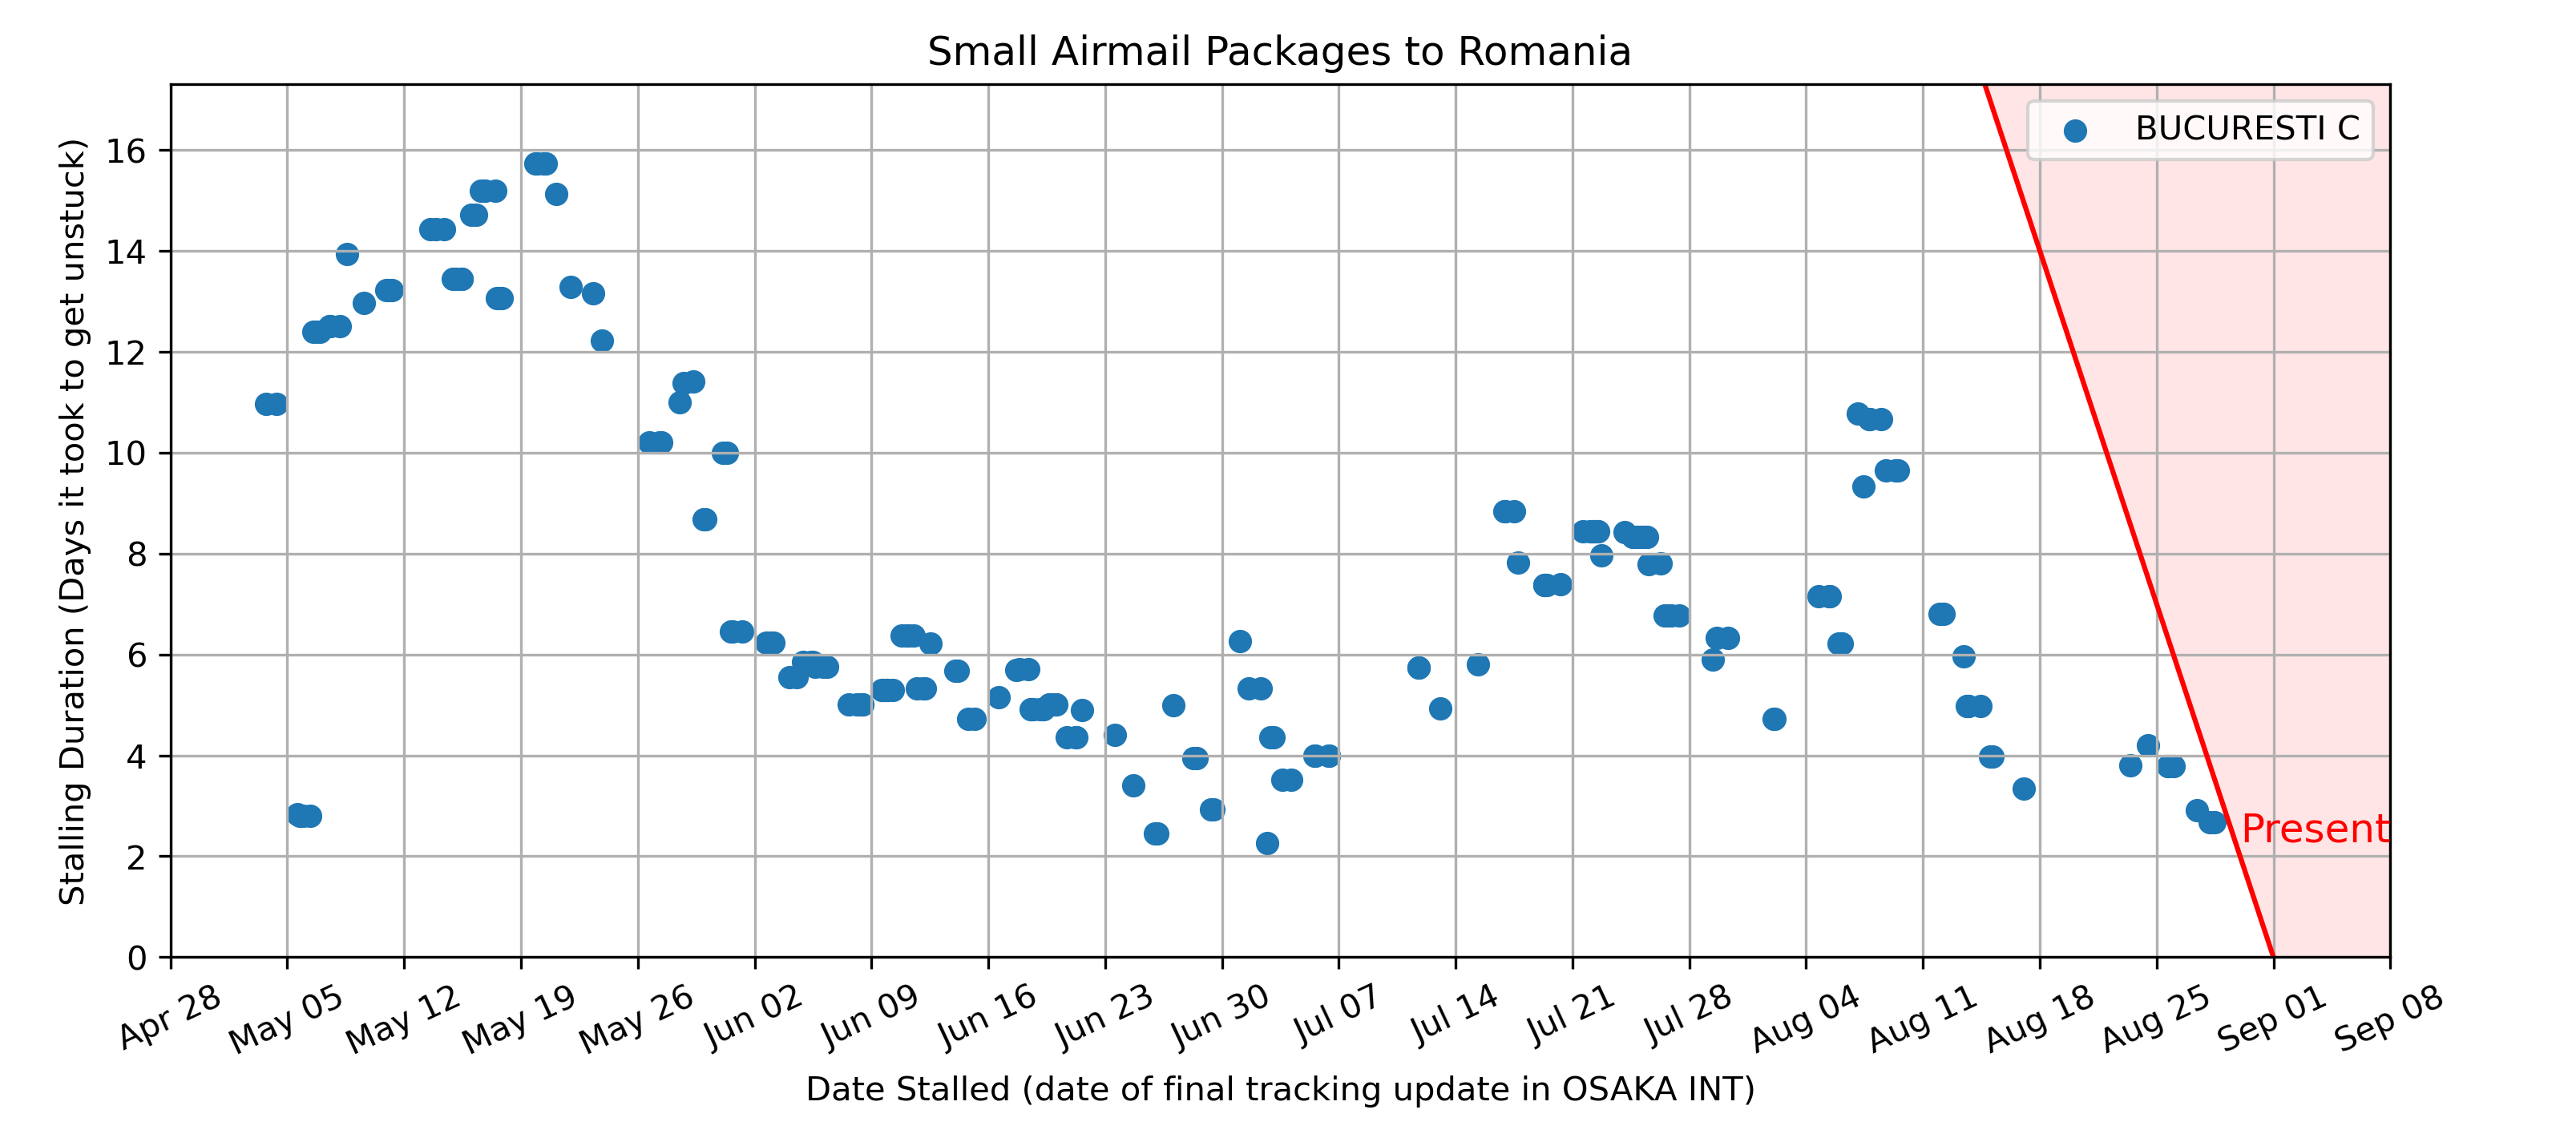 Small Airmail Packages to Romania
BUCURESTI C
Stalling Duration (Days it took to get unstuck)
16
14
12
10
8
6
4
2
0
Present
Apr 28
May 05
May 12
May 19
May 26
Jun 02
Jun 09
Jun 16
Jun 23
Jun 30
Jul 07
Jul 14
Jul 21
Jul 28
Aug 04
Aug 11
Aug 18
Aug 25
Sep 01
Sep 08
Date Stalled (date of final tracking update in OSAKA INT)